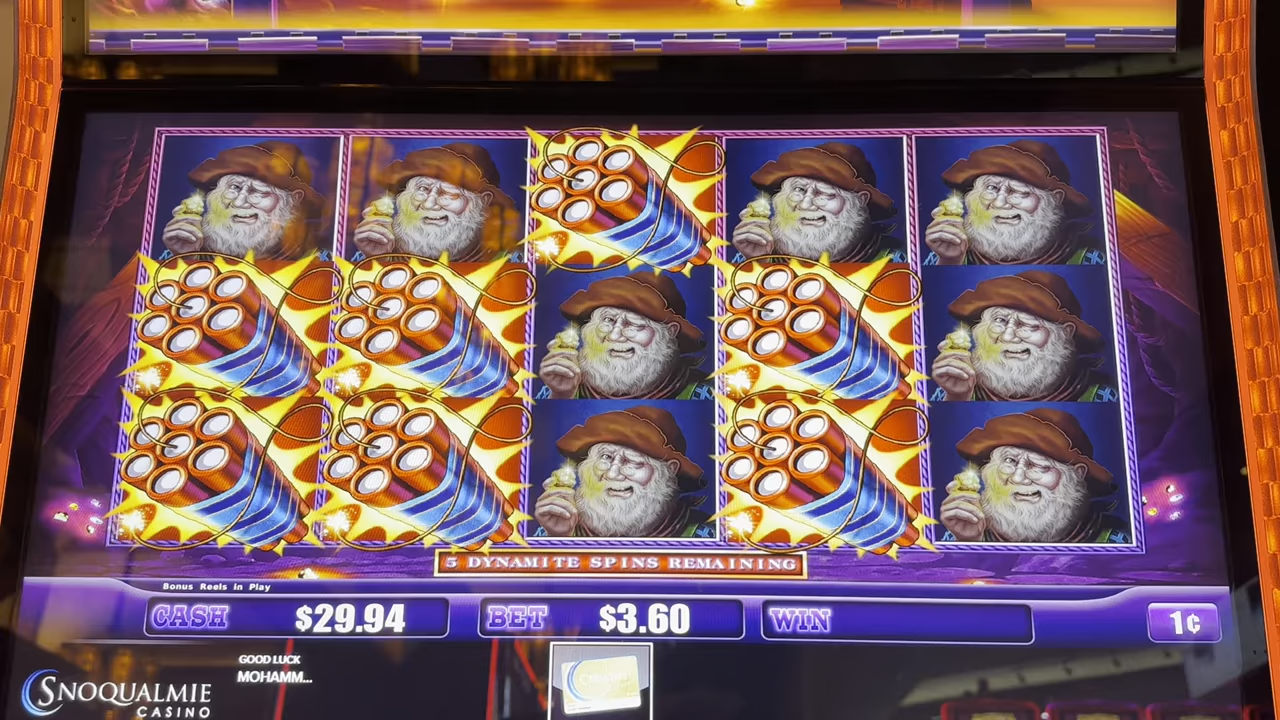 5 DYNAMITE SPINS REMAINING
Bonus Reels in Play
CASH $29.94 BET $3.60 WIN 1¢
GOOD LUCK
MOHAMM...
SNOQUALMIE
CASINO